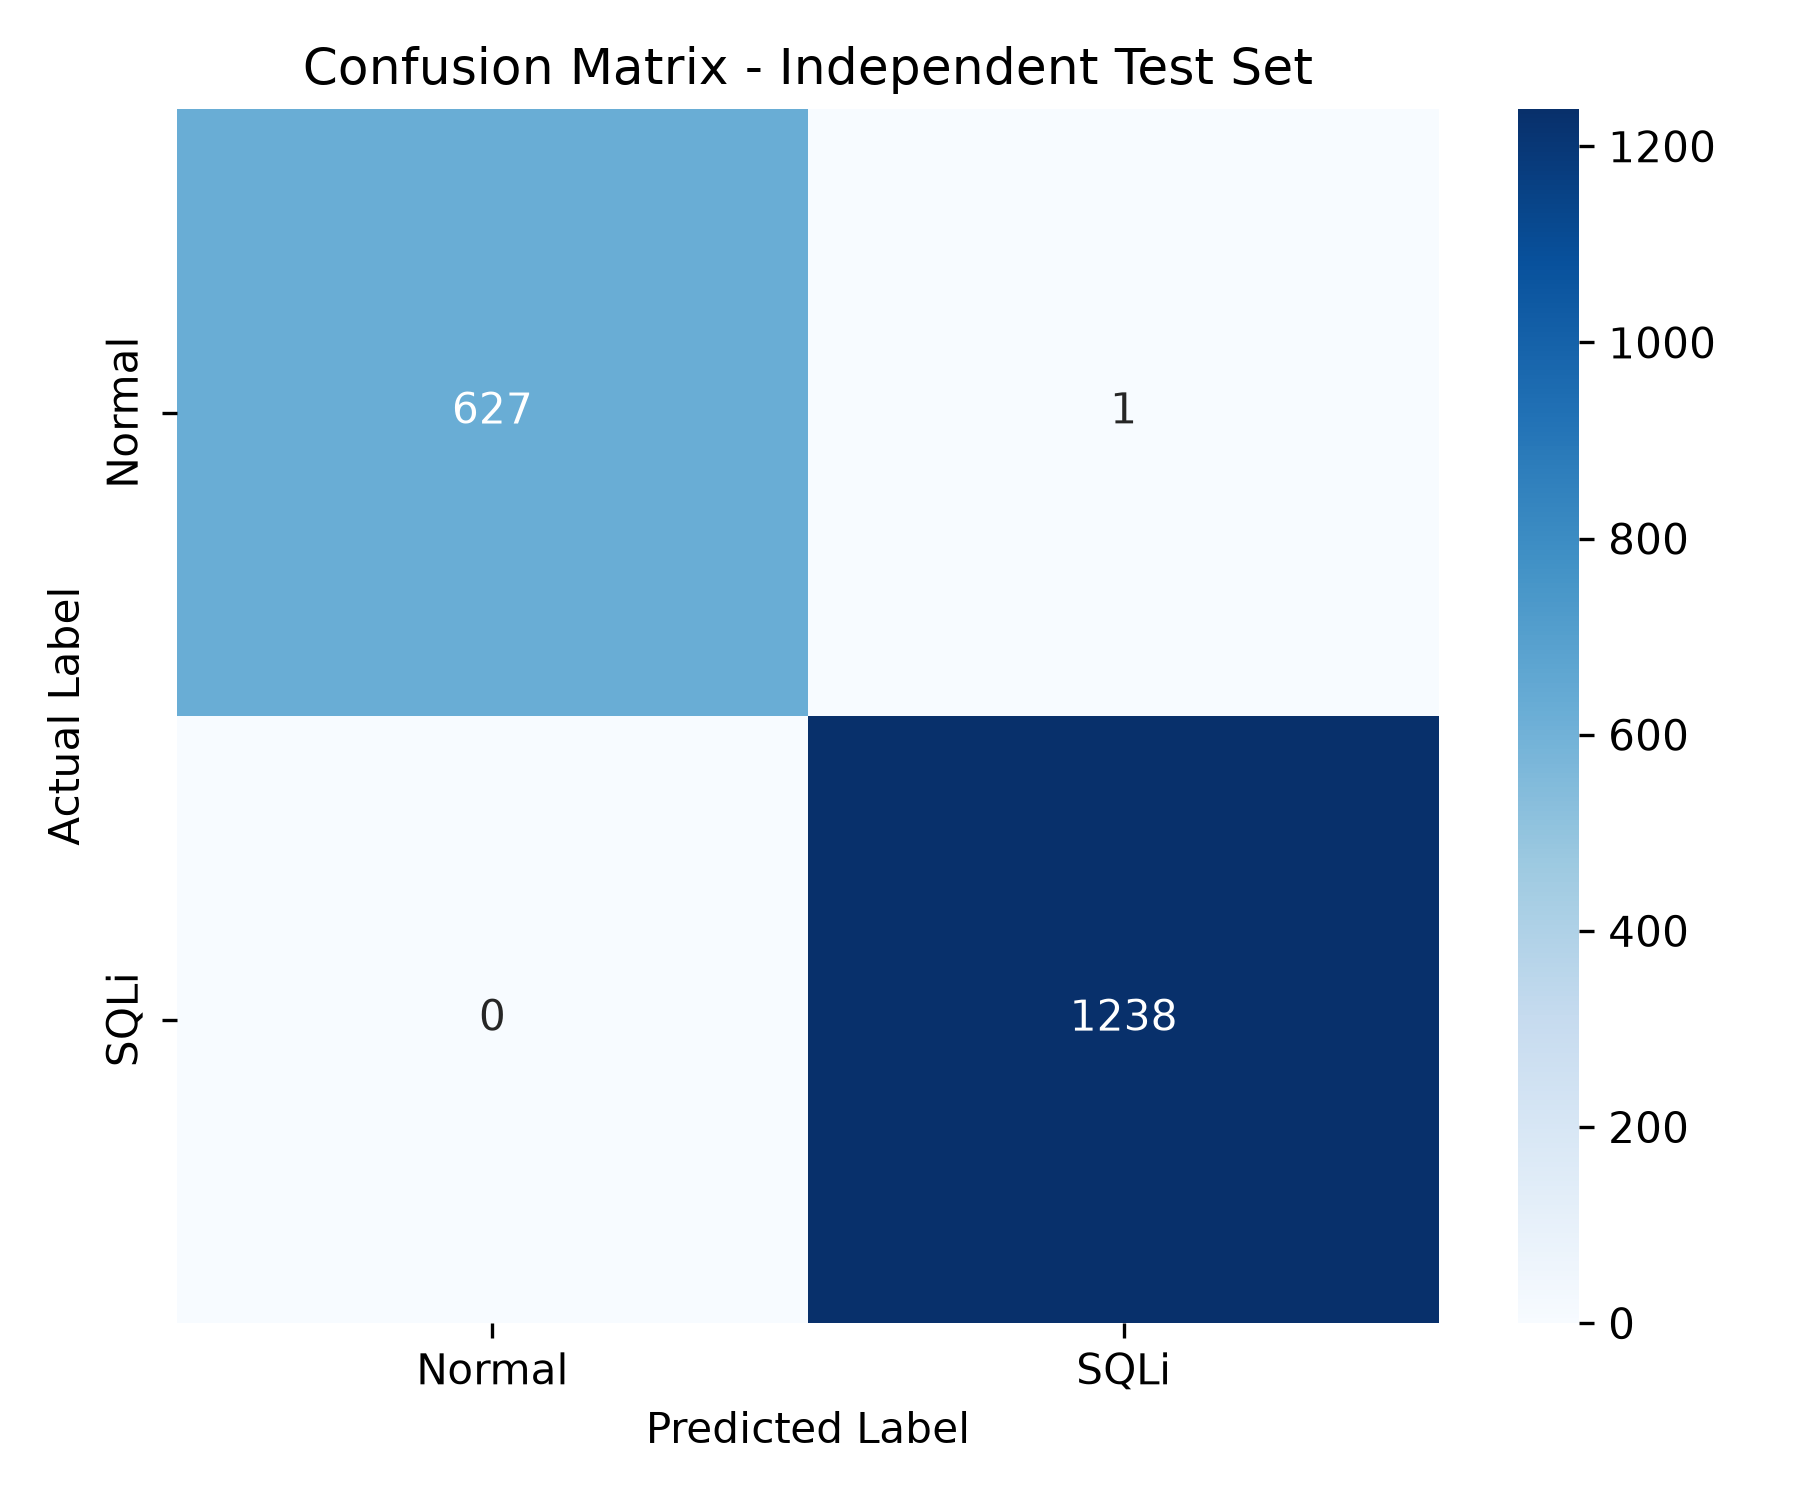 Confusion Matrix - Independent Test Set
Actual Label
Normal
SQLi
627
1
0
1238
Normal
SQLi
Predicted Label
1200
1000
800
600
400
200
0